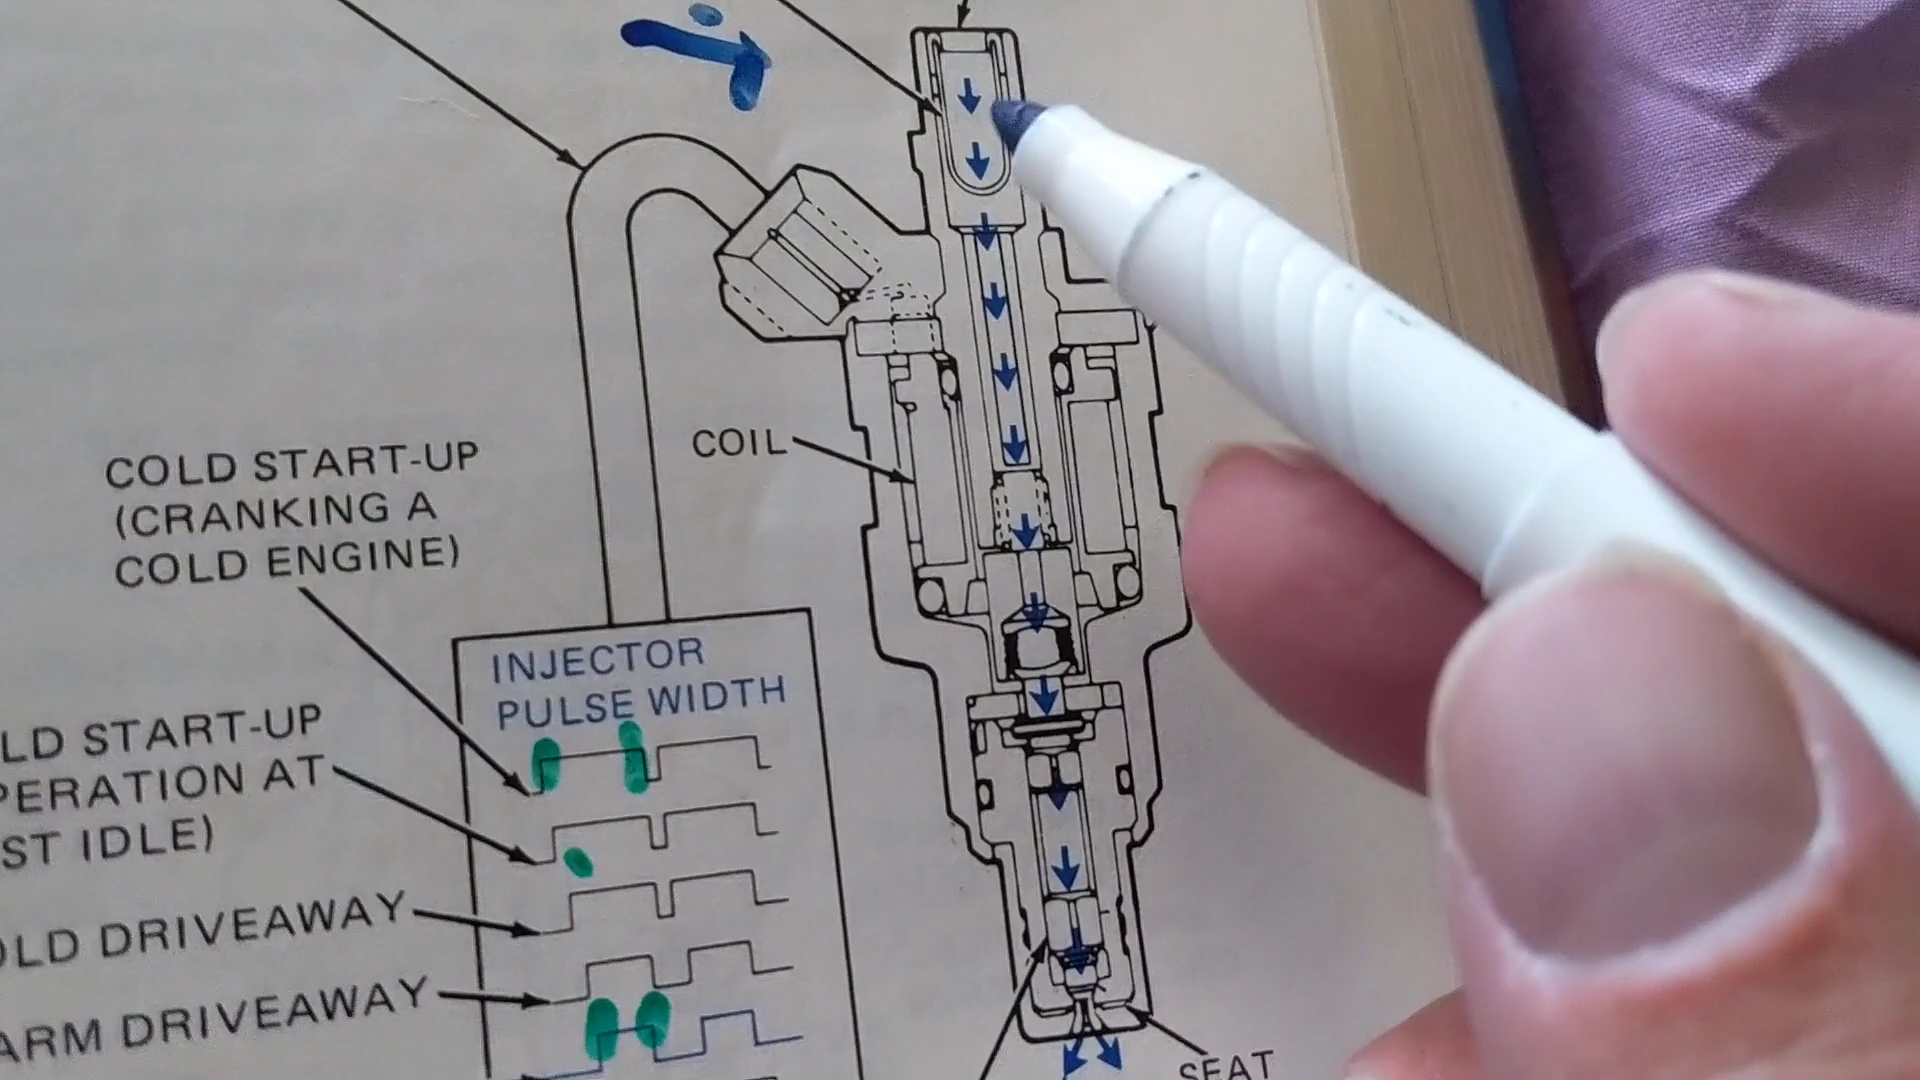 COIL
COLD START-UP
(CRANKING A
COLD ENGINE)
INJECTOR
PULSE WIDTH
LD START-UP
PERATION AT
ST IDLE)
OLD DRIVEAWAY
ARM DRIVEAWAY
SEAT